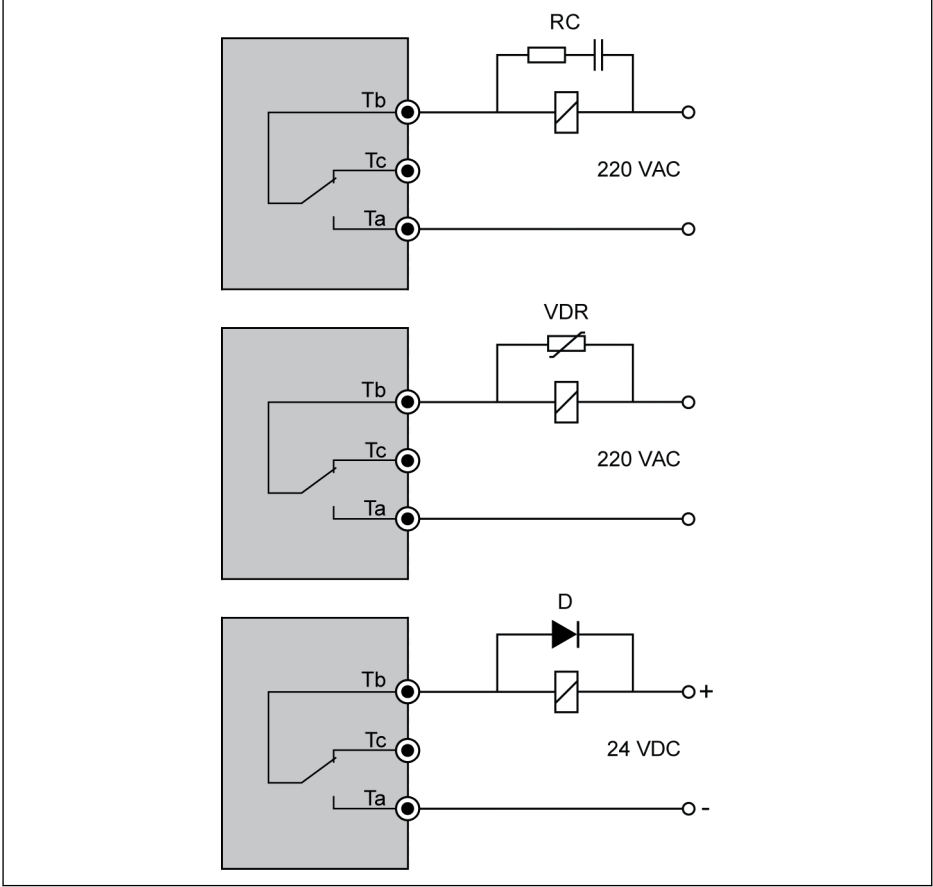 RC
Tb
Tc
220 VAC
Ta
VDR
Tb
Tc
220 VAC
Ta
D
Tb
+
Tc
24 VDC
Ta
-